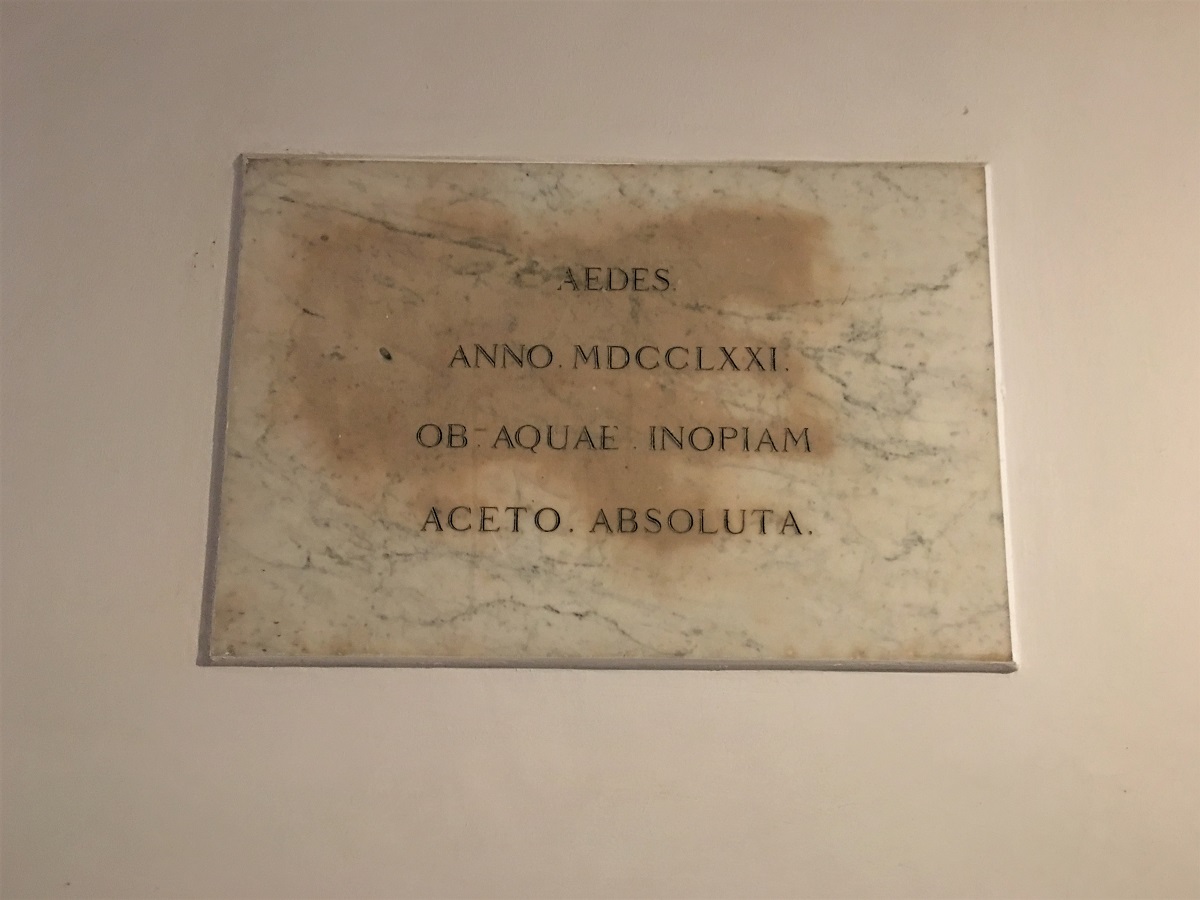 AEDES.
ANNO. MDCCLXXI.
OB. AQUAE. INOPIAM
ACETO. ABSOLUTA.